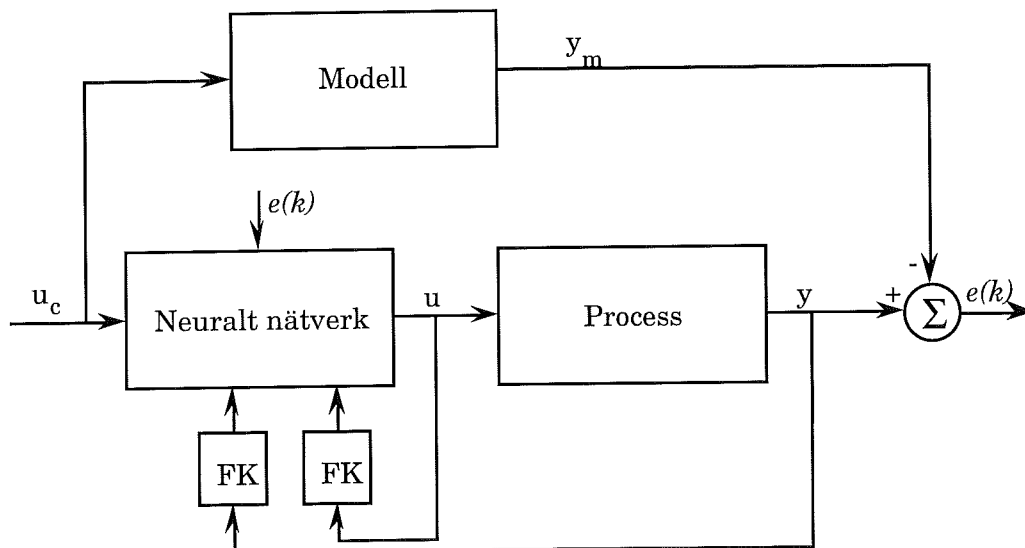 y_m
Modell
e(k)
u_c
Neuralt nätverk
u
Process
y
-
+
Σ
e(k)
FK
FK